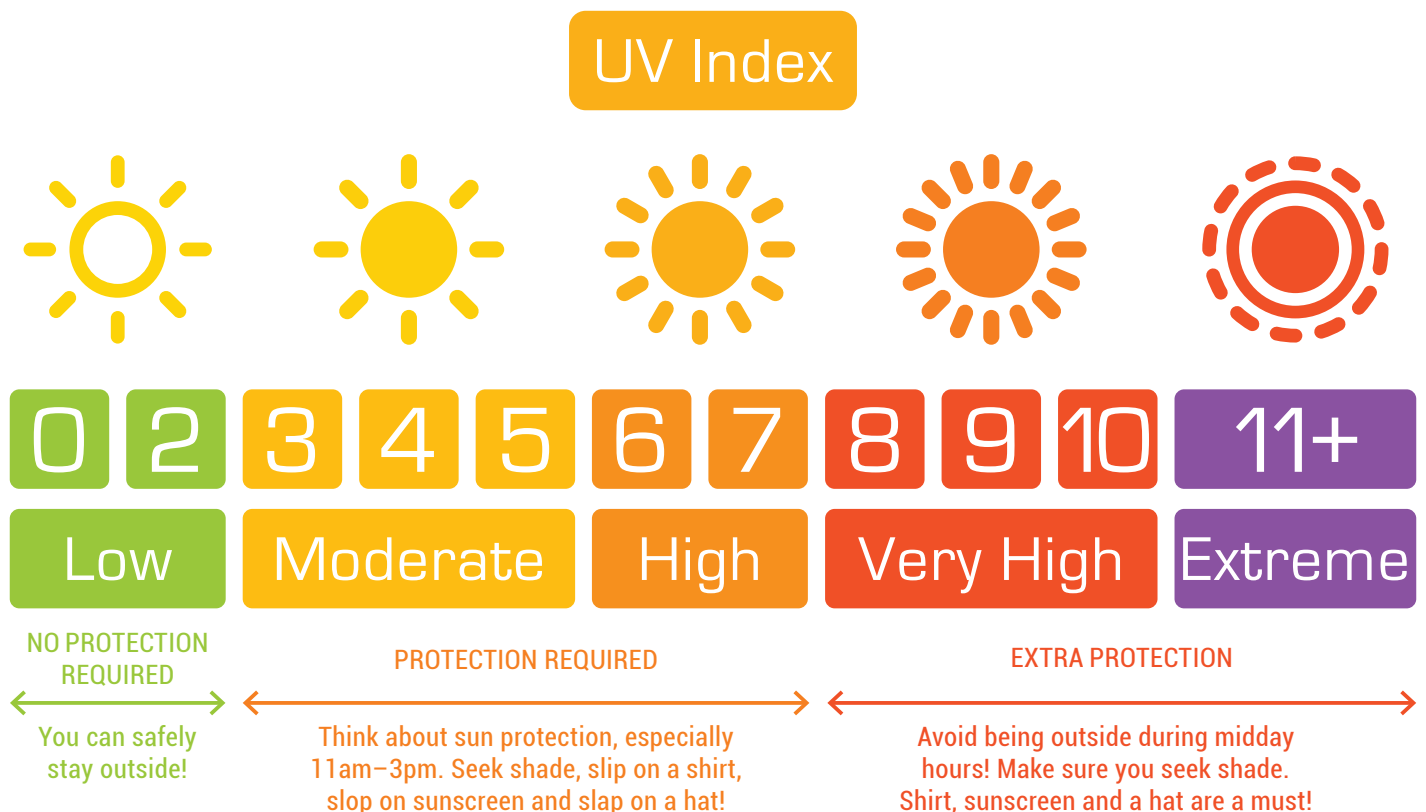 UV Index
0 2 3 4 5 6 7 8 9 10 11+
Low Moderate High Very High Extreme
NO PROTECTION
REQUIRED
You can safely
stay outside!
PROTECTION REQUIRED
Think about sun protection, especially
11am–3pm. Seek shade, slip on a shirt,
slop on sunscreen and slap on a hat!
EXTRA PROTECTION
Avoid being outside during midday
hours! Make sure you seek shade.
Shirt, sunscreen and a hat are a must!